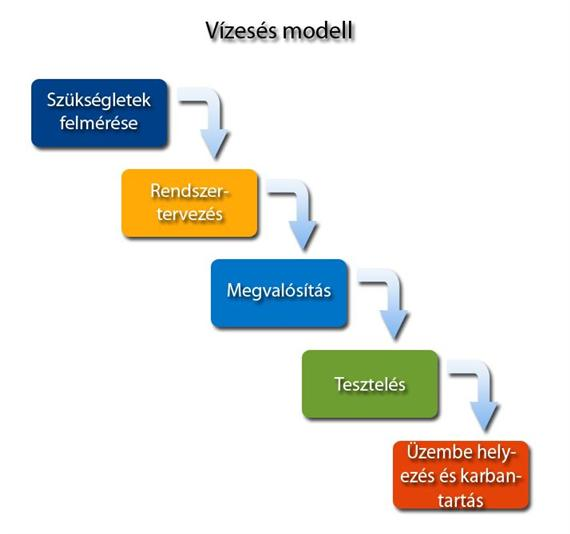 Vízesés modell
Szükségletek
felmérése
Rendszer-
tervezés
Megvalósítás
Tesztelés
Üzembe hely-
ezés és karban-
tartás